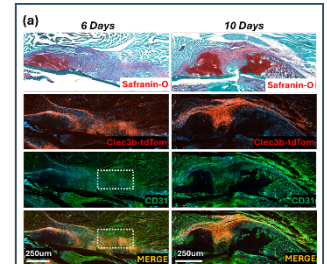 (a)
6 Days 10 Days
Safranin-O Safranin-O
Clec3b-tdTom Clec3b-tdTom
CD31 CD31
250um MERGE 250um MERGE